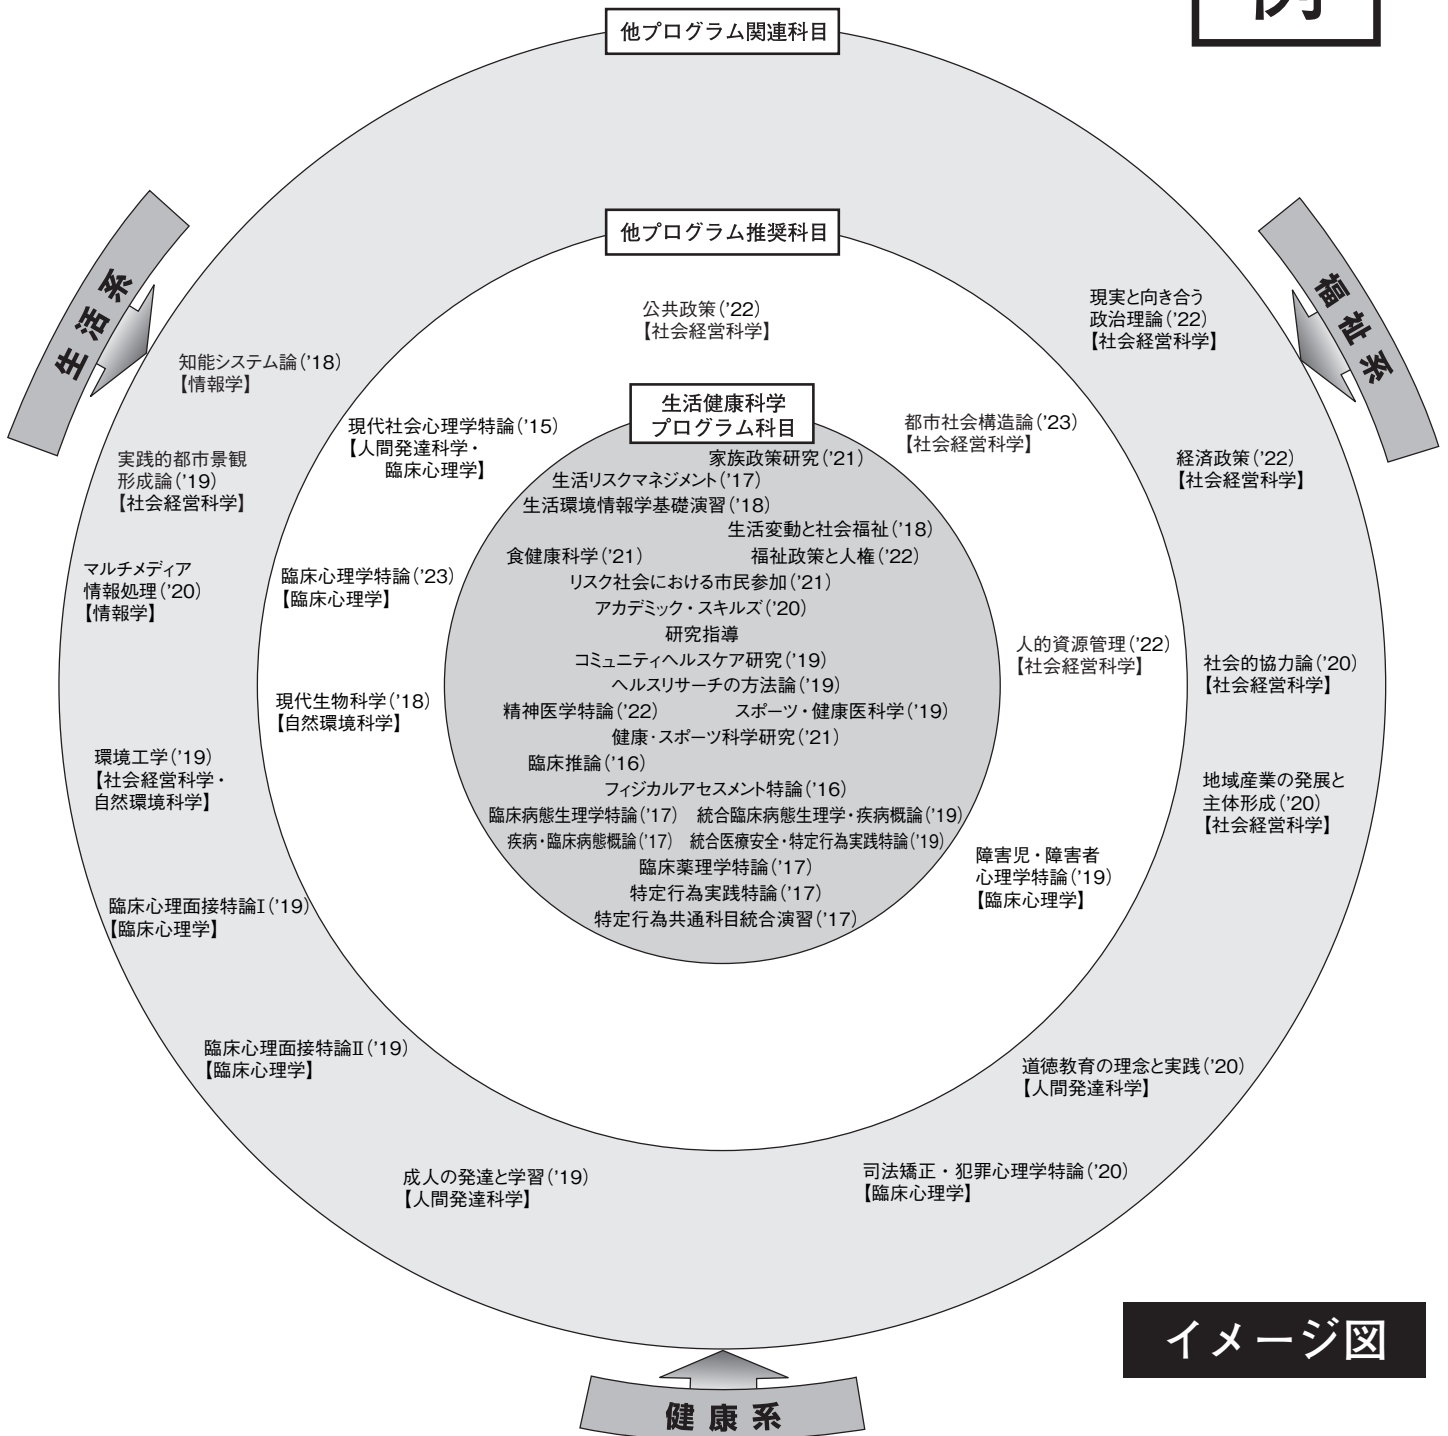 例
他プログラム関連科目
他プログラム推奨科目
生活系
福祉系
公共政策('22)
【社会経営科学】
現実と向き合う
政治理論('22)
【社会経営科学】
知能システム論('18)
【情報学】
現代社会心理学特論('15)
【人間発達科学・
臨床心理学】
生活健康科学
プログラム科目
都市社会構造論('23)
【社会経営科学】
実践的都市景観
形成論('19)
【社会経営科学】
経済政策('22)
【社会経営科学】
家族政策研究('21)
生活リスクマネジメント('17)
生活環境情報学基礎演習('18)
生活変動と社会福祉('18)
食健康科学('21) 福祉政策と人権('22)
リスク社会における市民参加('21)
アカデミック・スキルズ('20)
研究指導
コミュニティヘルスケア研究('19)
ヘルスリサーチの方法論('19)
精神医学特論('22) スポーツ・健康医科学('19)
健康・スポーツ科学研究('21)
臨床推論('16)
フィジカルアセスメント特論('16)
臨床病態生理学特論('17) 統合臨床病態生理学・疾病概論('19)
疾病・臨床病態概論('17) 統合医療安全・特定行為実践特論('19)
臨床薬理学特論('17)
特定行為実践特論('17)
特定行為共通科目統合演習('17)
マルチメディア
情報処理('20)
【情報学】
臨床心理学特論('23)
【臨床心理学】
人的資源管理('22)
【社会経営科学】
社会的協力論('20)
【社会経営科学】
現代生物科学('18)
【自然環境科学】
環境工学('19)
【社会経営科学・
自然環境科学】
地域産業の発展と
主体形成('20)
【社会経営科学】
障害児・障害者
心理学特論('19)
【臨床心理学】
臨床心理面接特論Ⅰ('19)
【臨床心理学】
臨床心理面接特論Ⅱ('19)
【臨床心理学】
道徳教育の理念と実践('20)
【人間発達科学】
成人の発達と学習('19)
【人間発達科学】
司法矯正・犯罪心理学特論('20)
【臨床心理学】
イメージ図
健康系